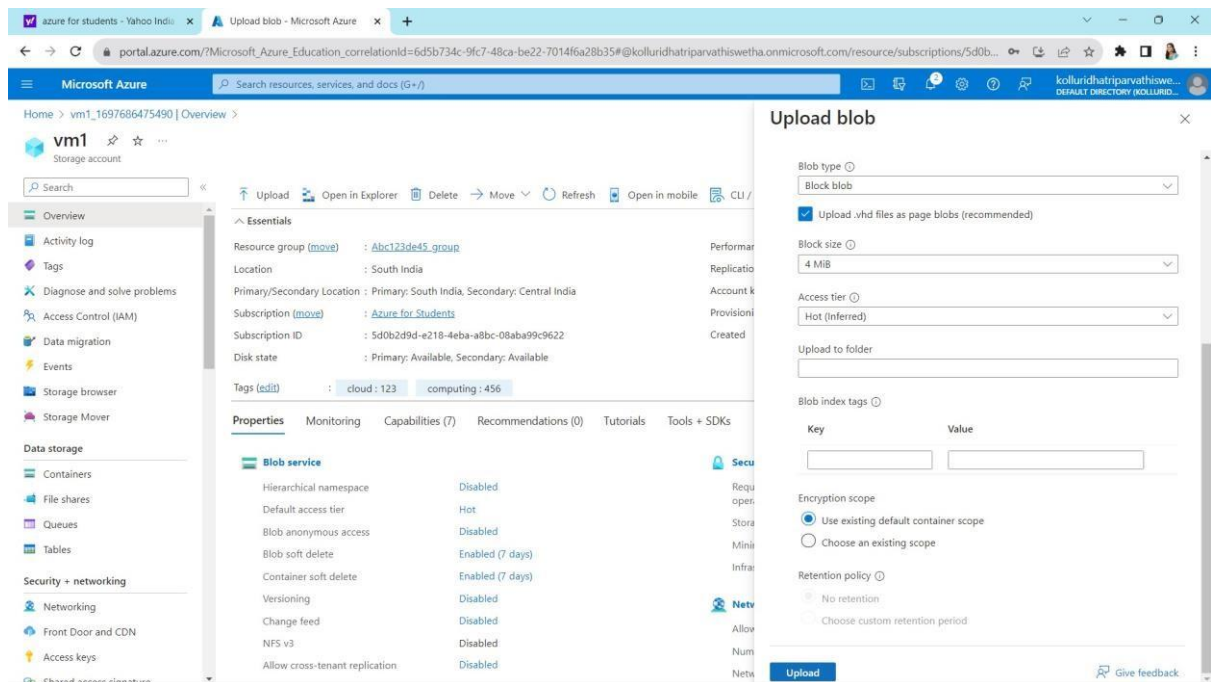 azure for students - Yahoo India
Upload blob - Microsoft Azure
portal.azure.com/?Microsoft_Azure_Education_correlationId=6d5b734c-9fc7-48ca-be22-7014f6a28b35#@kolluridhatriparvathiswetha.onmicrosoft.com/resource/subscriptions/5d0b...
Microsoft Azure
Search resources, services, and docs (G+/)
2
kolluridhatriparvathiswe...
DEFAULT DIRECTORY (KOLLURID...
Home > vm1_1697686475490 | Overview >
vm1
Storage account
Search
Overview
Activity log
Tags
Diagnose and solve problems
Access Control (IAM)
Data migration
Events
Storage browser
Storage Mover
Data storage
Containers
File shares
Queues
Tables
Security + networking
Networking
Front Door and CDN
Access keys
Shared access signature
Upload Open in Explorer Delete Move Refresh Open in mobile CLI /
Essentials
Resource group (move) : Abc123de45_group
Location : South India
Primary/Secondary Location : Primary: South India, Secondary: Central India
Subscription (move) : Azure for Students
Subscription ID : 5d0b2d9d-e218-4eba-a8bc-08aba99c9622
Disk state : Primary: Available, Secondary: Available
Tags (edit) : cloud : 123 computing : 456
Performar
Replicatio
Account k
Provisioni
Created
Properties Monitoring Capabilities (7) Recommendations (0) Tutorials Tools + SDKs
Blob service
Hierarchical namespace Disabled
Default access tier Hot
Blob anonymous access Disabled
Blob soft delete Enabled (7 days)
Container soft delete Enabled (7 days)
Versioning Disabled
Change feed Disabled
NFS v3 Disabled
Allow cross-tenant replication Disabled
Secu
Requ
oper
Stora
Mini
Infra
Netw
Allow
Num
Netw
Upload blob
Blob type
Block blob
Upload .vhd files as page blobs (recommended)
Block size
4 MiB
Access tier
Hot (Inferred)
Upload to folder
Blob index tags
Key Value
Encryption scope
Use existing default container scope
Choose an existing scope
Retention policy
No retention
Choose custom retention period
Upload
Give feedback